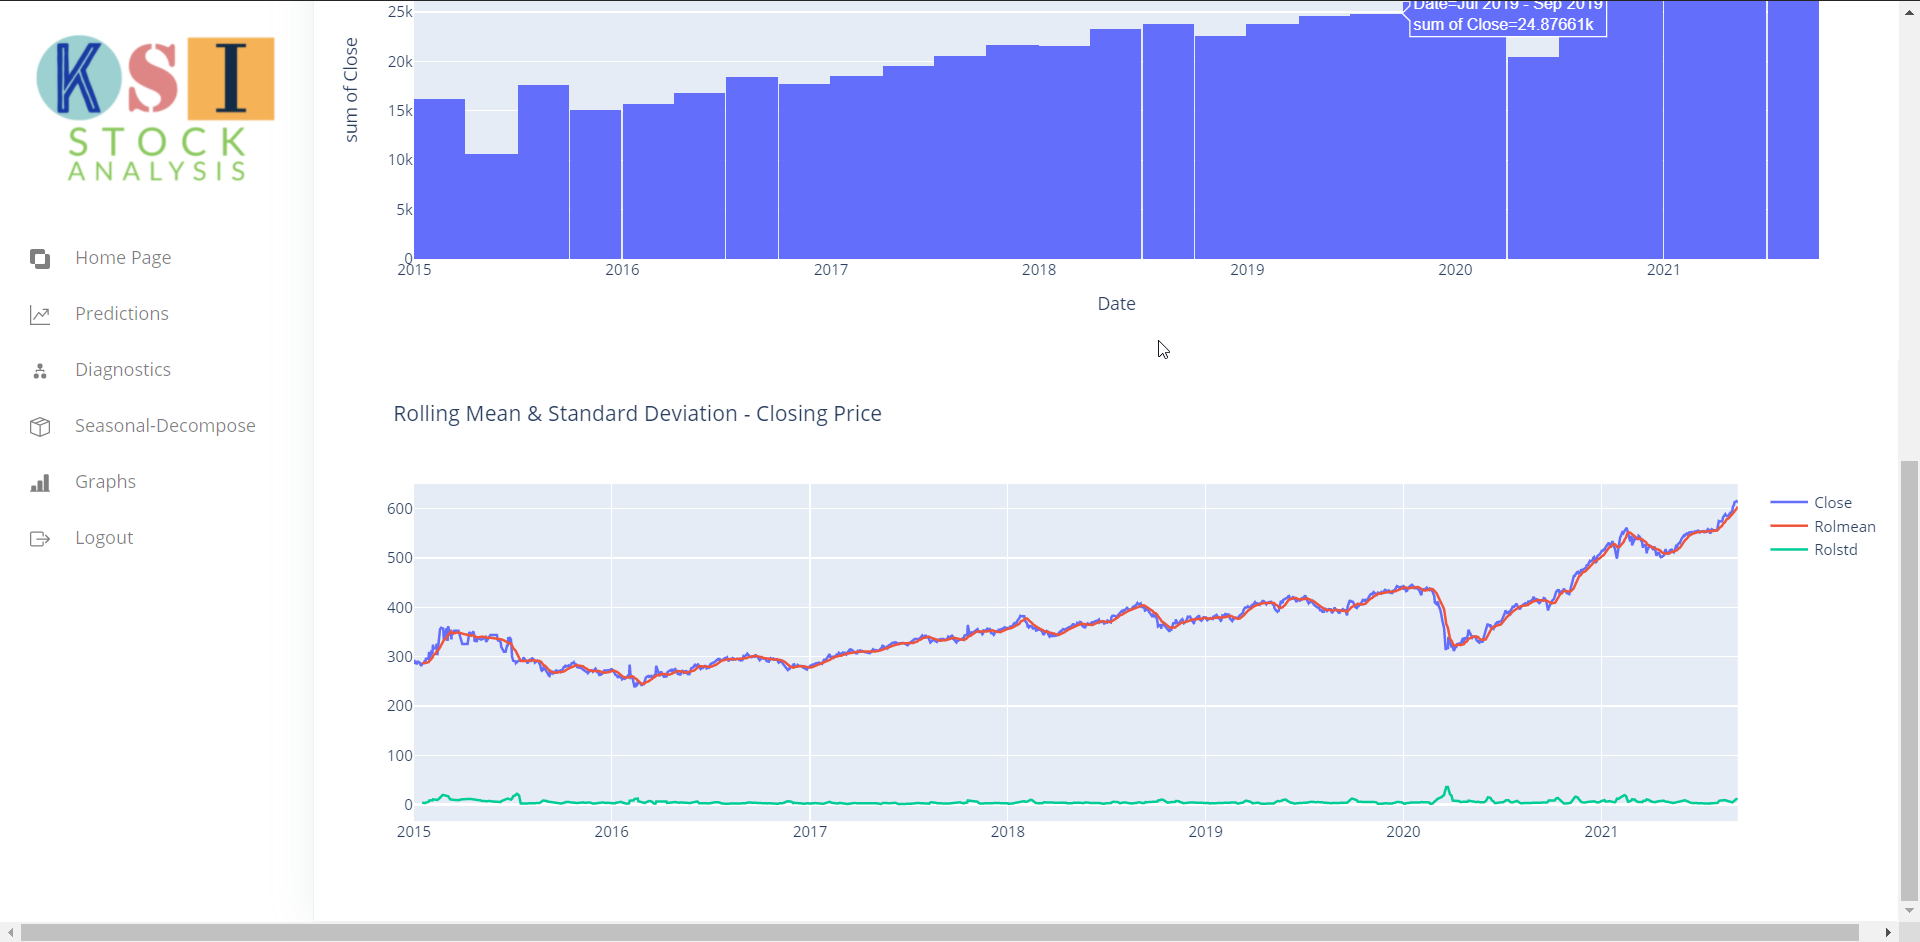 KSI
STOCK
ANALYSIS
Home Page
Predictions
Diagnostics
Seasonal-Decompose
Graphs
Logout
Date=Jul 2019 - Sep 2019
sum of Close=24.87661k
25k
20k
15k
10k
5k
0
sum of Close
2015 2016 2017 2018 2019 2020 2021
Date
Rolling Mean & Standard Deviation - Closing Price
600
500
400
300
200
100
0
2015 2016 2017 2018 2019 2020 2021
Close
Rolmean
Rolstd